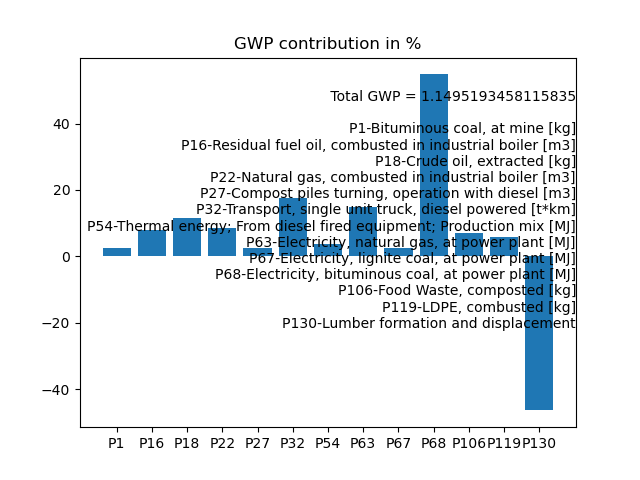 GWP contribution in %
Total GWP = 1.1495193458115835
P1-Bituminous coal, at mine [kg]
P16-Residual fuel oil, combusted in industrial boiler [m3]
P18-Crude oil, extracted [kg]
P22-Natural gas, combusted in industrial boiler [m3]
P27-Compost piles turning, operation with diesel [m3]
P32-Transport, single unit truck, diesel powered [t*km]
P54-Thermal energy; From diesel fired equipment; Production mix [MJ]
P63-Electricity, natural gas, at power plant [MJ]
P67-Electricity, lignite coal, at power plant [MJ]
P68-Electricity, bituminous coal, at power plant [MJ]
P106-Food Waste, composted [kg]
P119-LDPE, combusted [kg]
P130-Lumber formation and displacement
40
20
0
−20
−40
P1 P16 P18 P22 P27 P32 P54 P63 P67 P68 P106 P119 P130